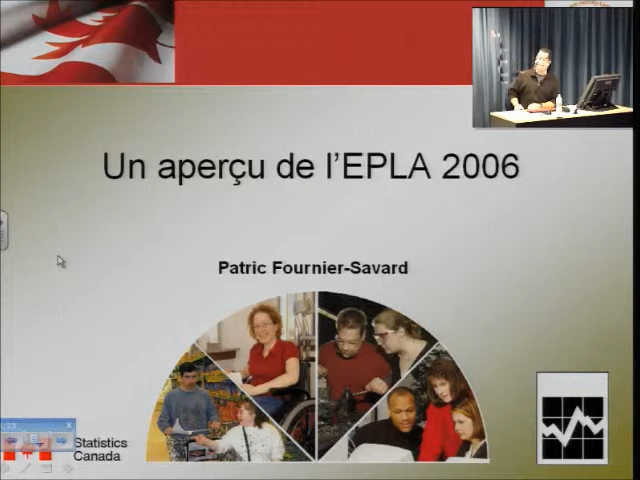 Un aperçu de l'EPLA 2006
Patric Fournier-Savard
Statistics
Canada